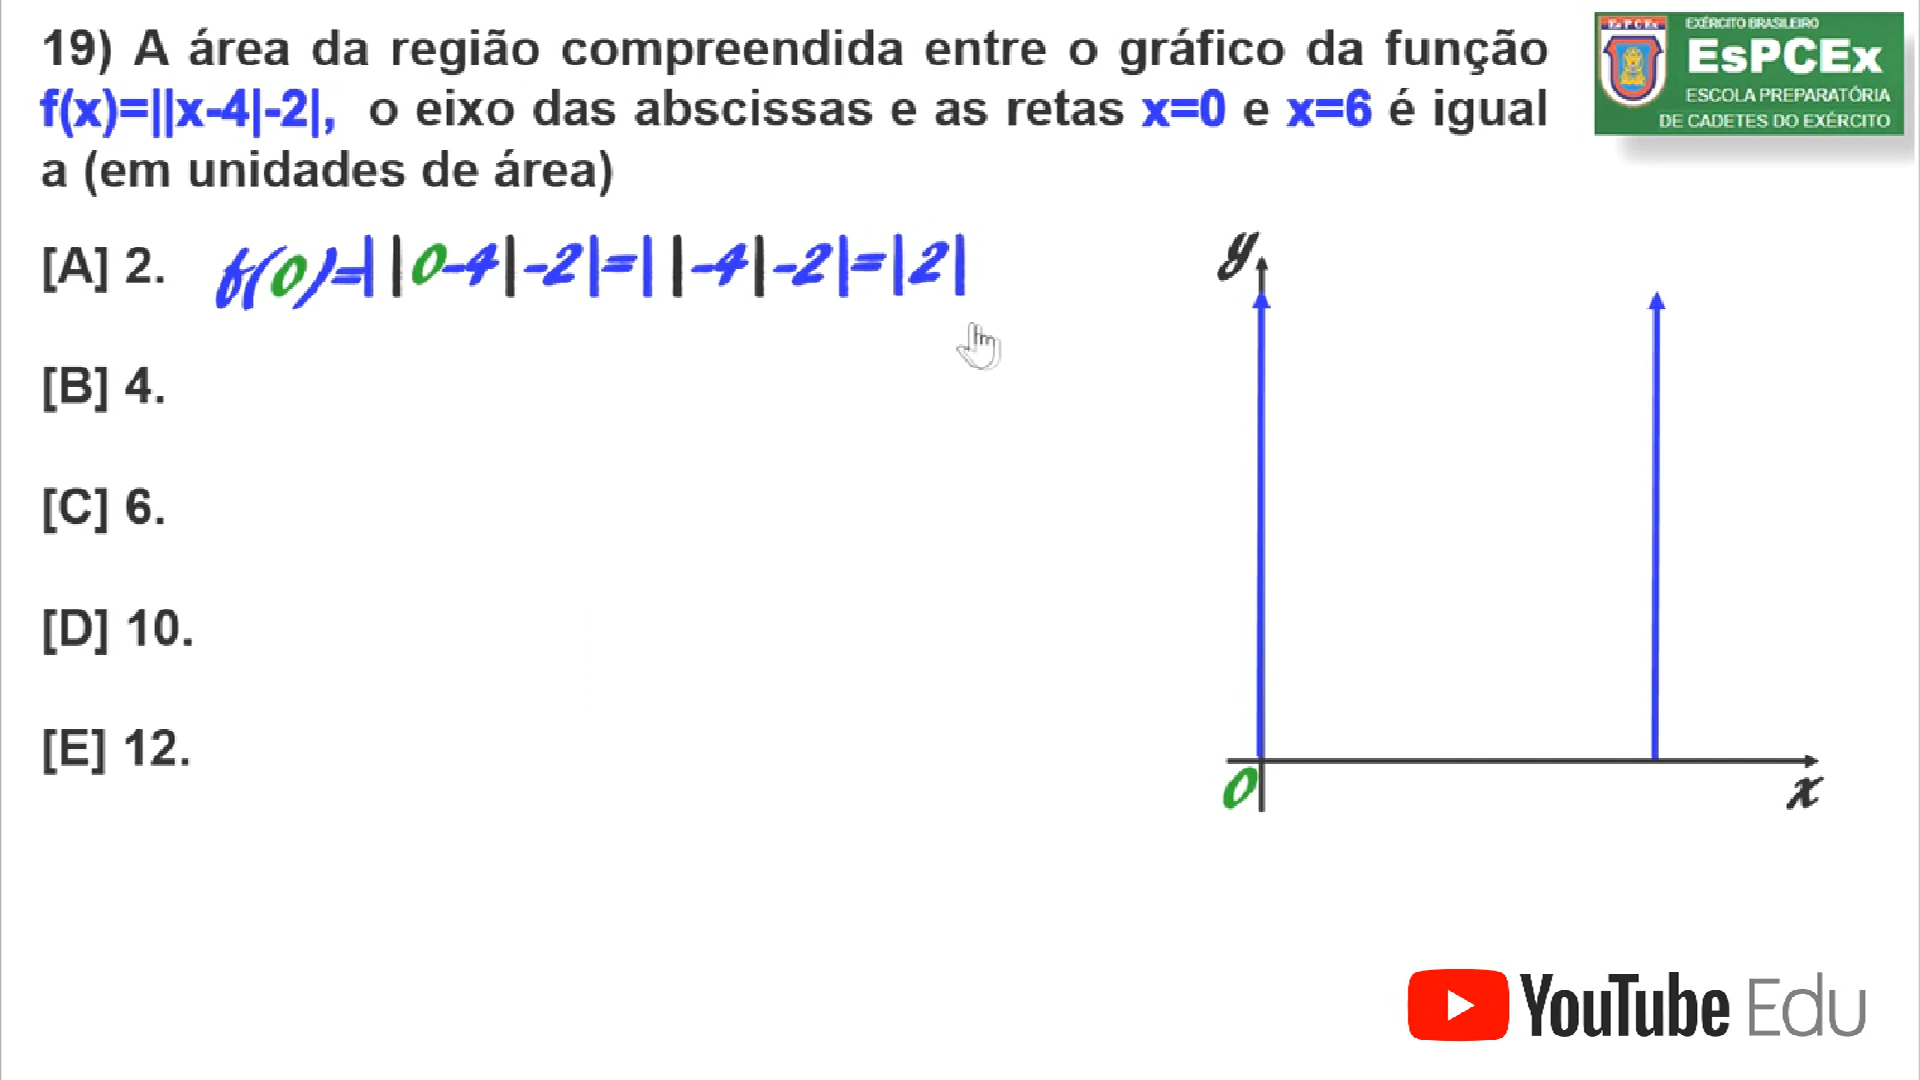 19) A área da região compreendida entre o gráfico da função
f(x)=||x-4|-2|, o eixo das abscissas e as retas x=0 e x=6 é igual
a (em unidades de área)
EsPCEx
EXÉRCITO BRASILEIRO
EsPCEx
ESCOLA PREPARATÓRIA
DE CADETES DO EXÉRCITO
[A] 2.
f(0)=||0-4|-2|=||-4|-2|=|2|
[B] 4.
[C] 6.
[D] 10.
[E] 12.
y
0
x
YouTube Edu